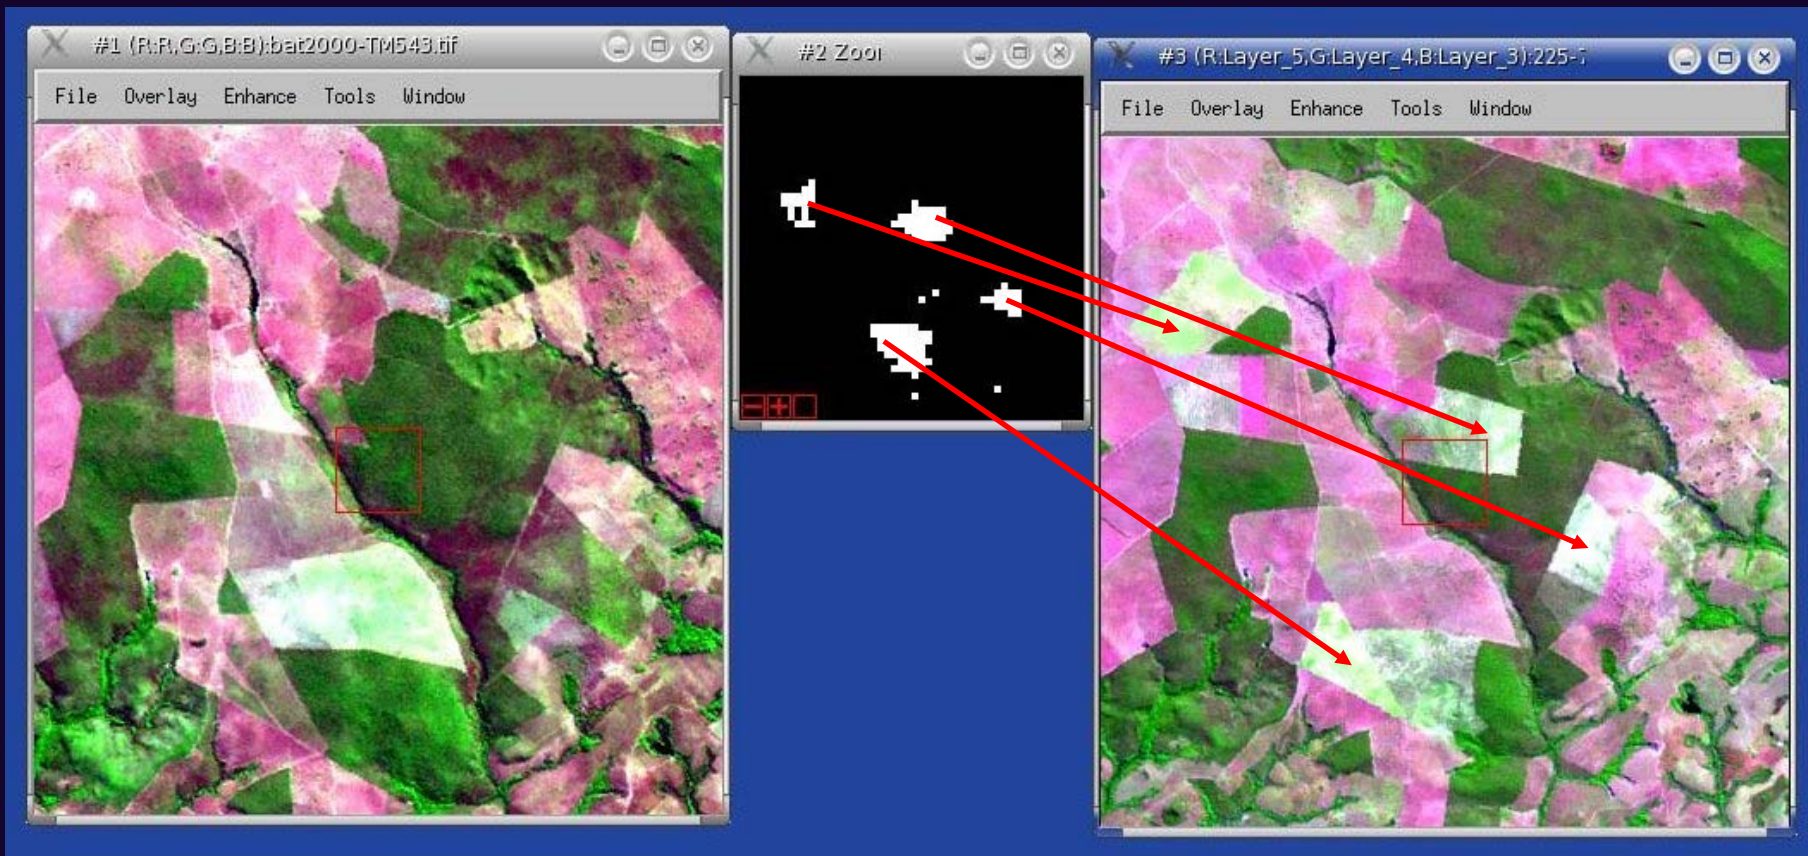 #1 (R:R,G:G,B:B):bat2000-TM543.tif
File Overlay Enhance Tools Window
#2 Zoom
#3 (R:Layer_5,G:Layer_4,B:Layer_3):225-
File Overlay Enhance Tools Window